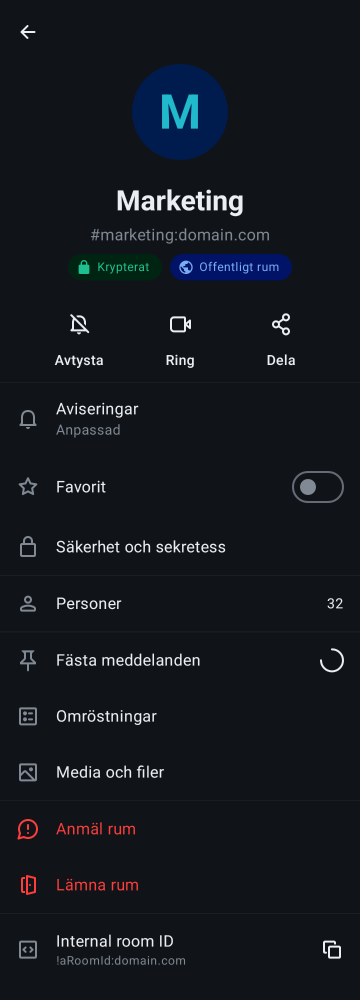 M
Marketing
#marketing:domain.com
Krypterat Offentligt rum
Avtysta Ring Dela
Aviseringar
Anpassad
Favorit
Säkerhet och sekretess
Personer 32
Fästa meddelanden
Omröstningar
Media och filer
Anmäl rum
Lämna rum
Internal room ID
!aRoomId:domain.com